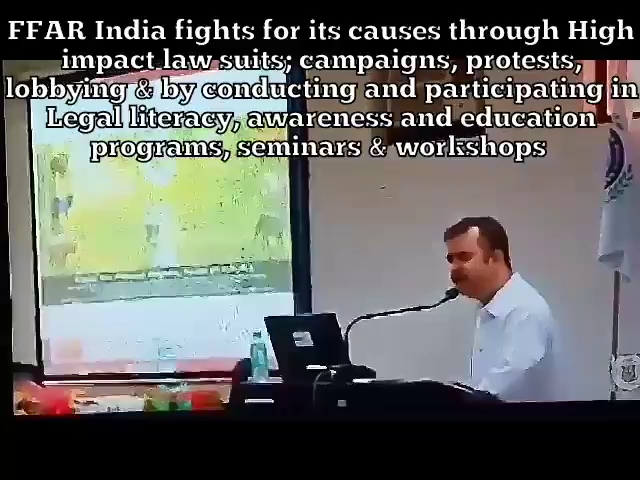 FFAR India fights for its causes through High
impact law suits; campaigns, protests,
lobbying & by conducting and participating in
Legal literacy, awareness and education
programs, seminars & workshops